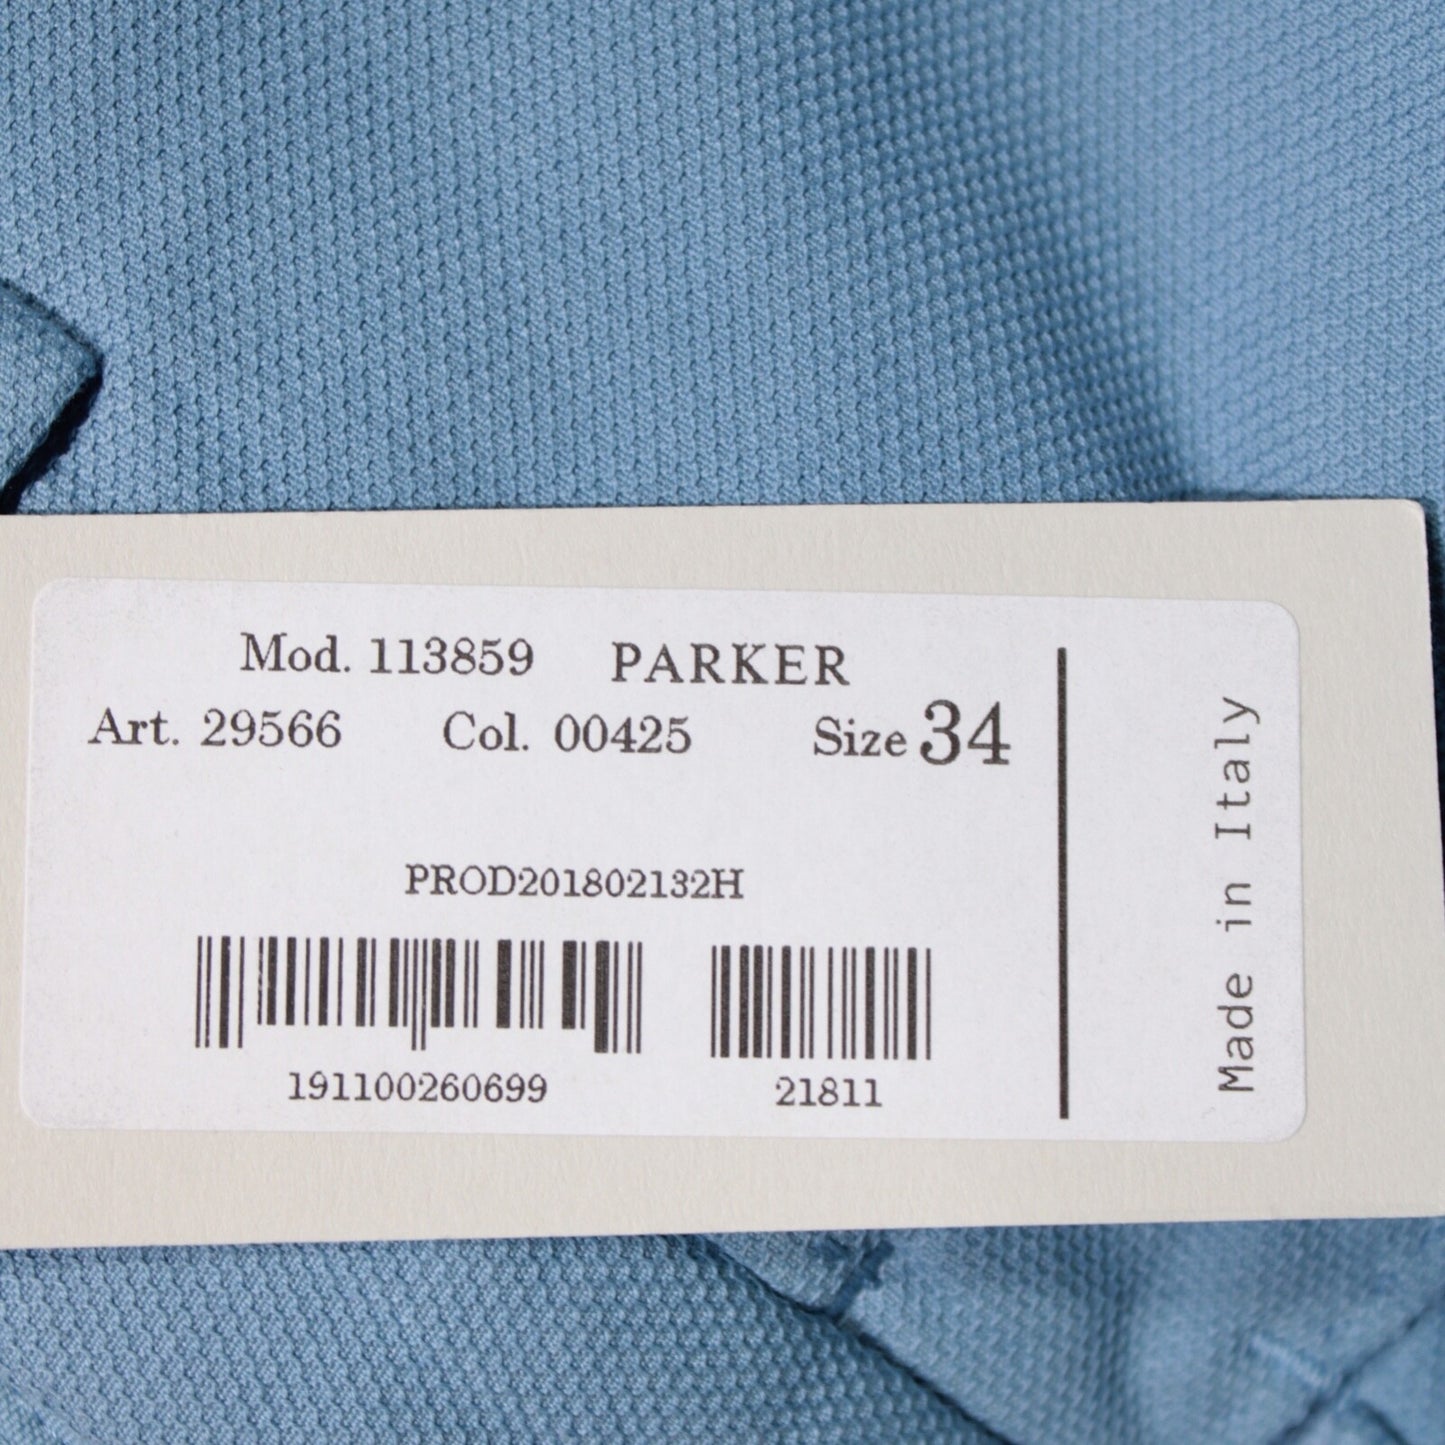 Mod. 113859 PARKER
Art. 29566 Col. 00425 Size 34
PROD201802132H
191100260699 21811
Made in Italy